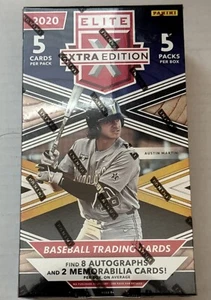 2020
PANINI
ELITE
EXTRA EDITION
5
CARDS
PER PACK
5
PACKS
PER BOX
AUSTIN MARTIN
BASEBALL TRADING CARDS
FIND 8 AUTOGRAPHS
AND 2 MEMORABILIA CARDS!
PER BOX, ON AVERAGE